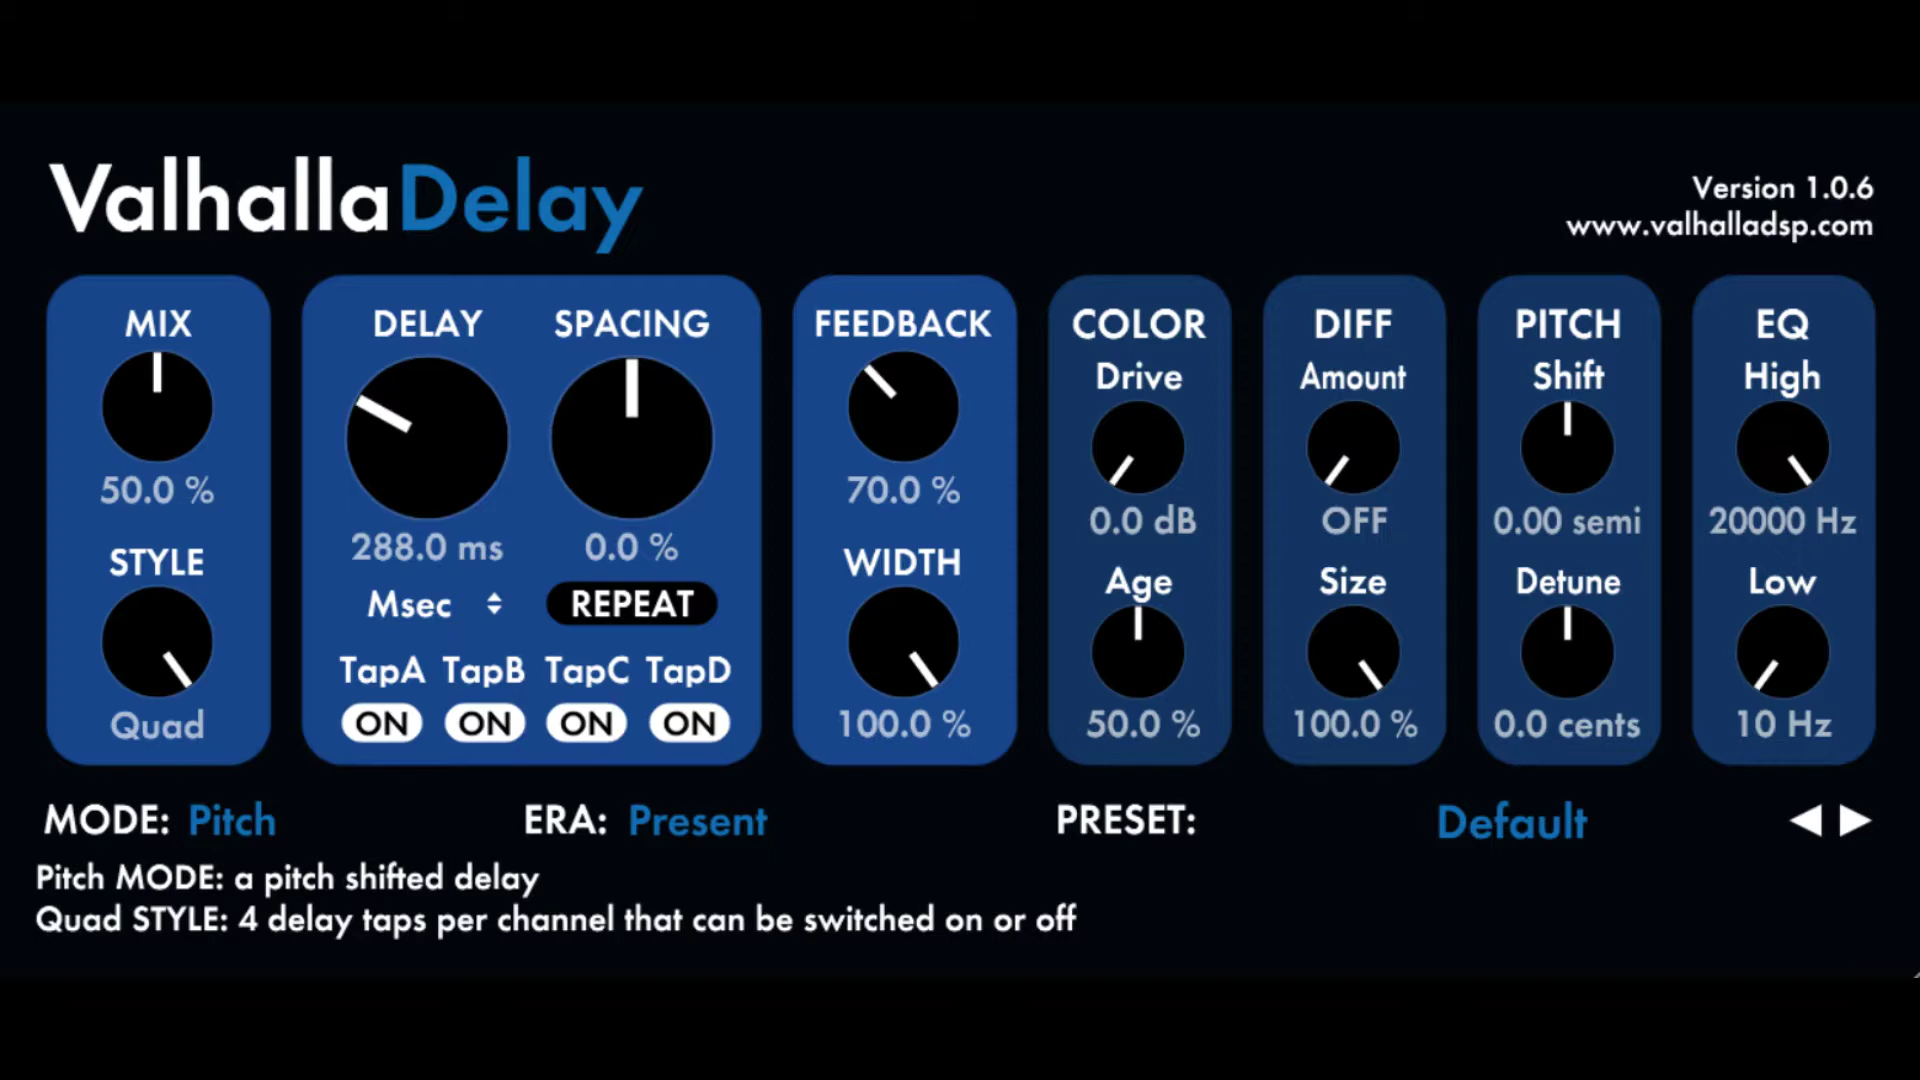 ValhallaDelay
Version 1.0.6
www.valhalladsp.com
MIX
50.0 %
STYLE
Quad
DELAY
288.0 ms
Msec
SPACING
0.0 %
REPEAT
TapA TapB TapC TapD
ON ON ON ON
FEEDBACK
70.0 %
WIDTH
100.0 %
COLOR
Drive
0.0 dB
Age
50.0 %
DIFF
Amount
OFF
Size
100.0 %
PITCH
Shift
0.00 semi
Detune
0.0 cents
EQ
High
20000 Hz
Low
10 Hz
MODE: Pitch ERA: Present PRESET: Default
Pitch MODE: a pitch shifted delay
Quad STYLE: 4 delay taps per channel that can be switched on or off